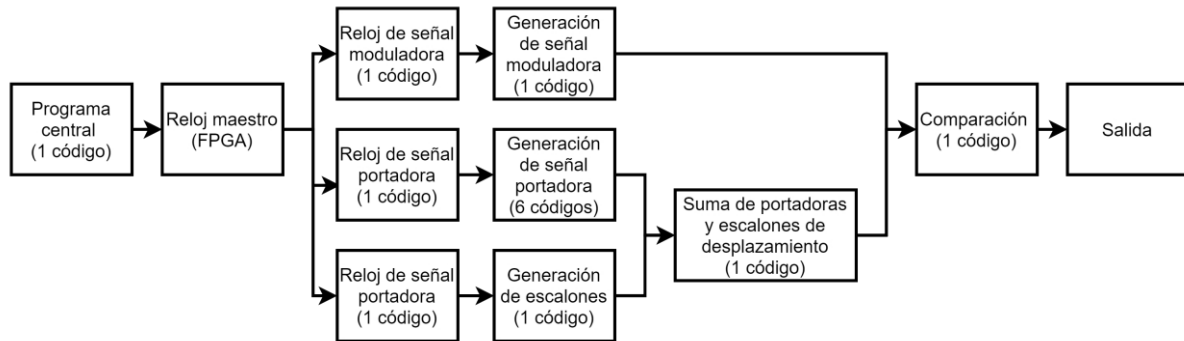 Programa
central
(1 código)
Reloj maestro
(FPGA)
Reloj de señal
moduladora
(1 código)
Generación
de señal
moduladora
(1 código)
Reloj de señal
portadora
(1 código)
Generación
de señal
portadora
(6 códigos)
Reloj de señal
portadora
(1 código)
Generación
de escalones
(1 código)
Suma de portadoras
y escalones de
desplazamiento
(1 código)
Comparación
(1 código)
Salida